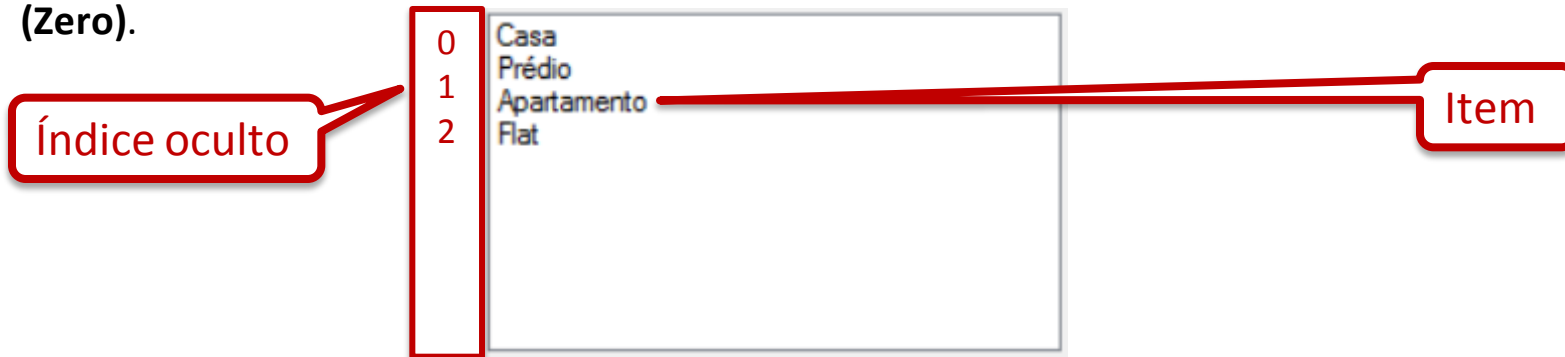 (Zero).
Índice oculto
0
1
2
Casa
Prédio
Apartamento
Flat
Item